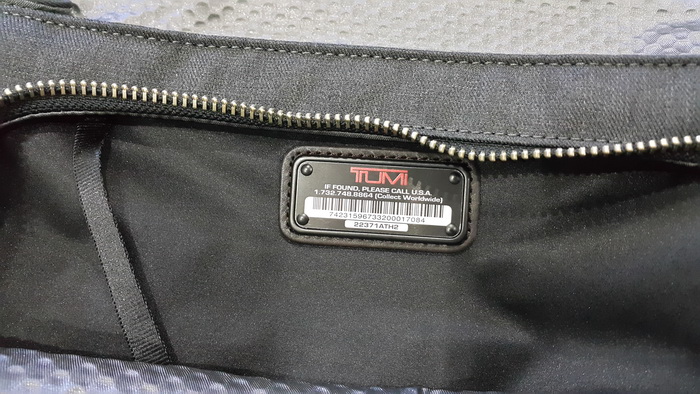 TUMI
IF FOUND, PLEASE CALL U.S.A.
1.732.748.8864 (Collect Worldwide)
74231596733200017084
22371ATH2